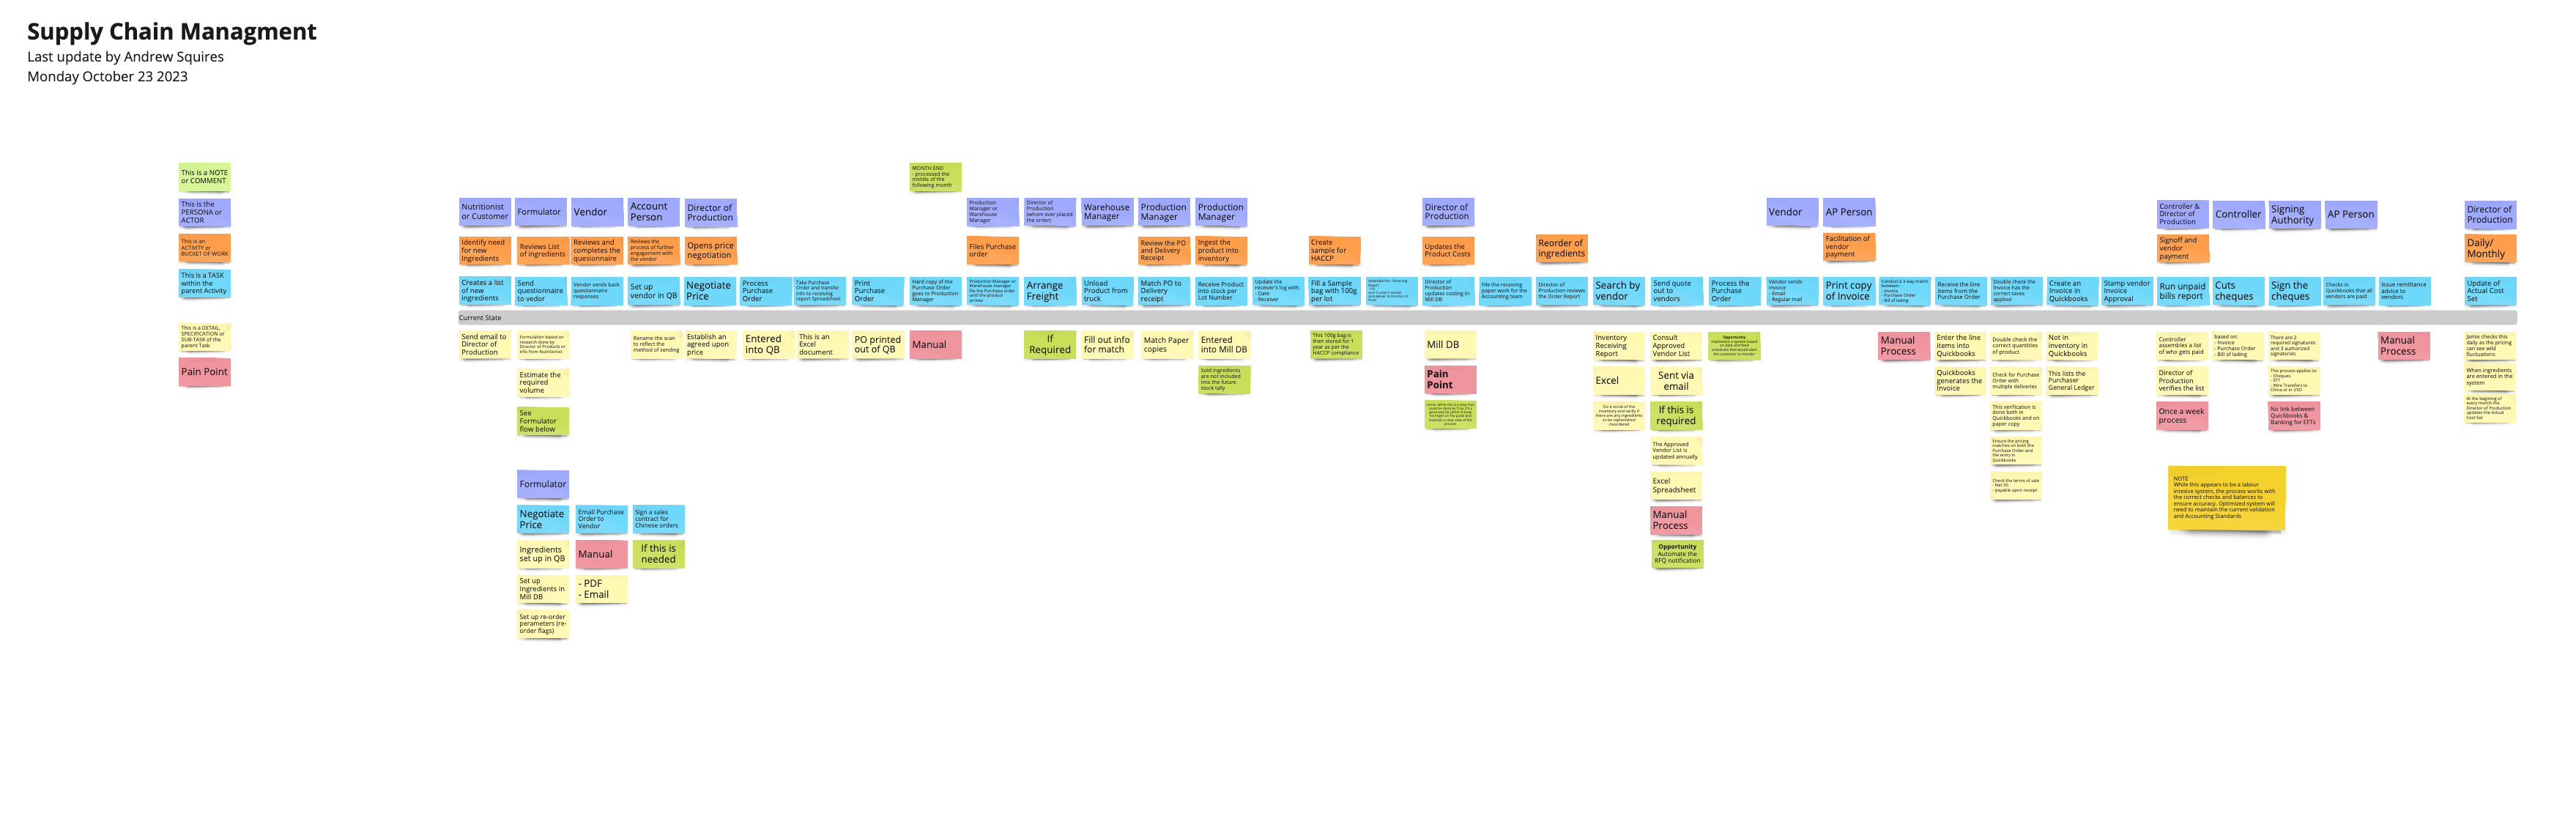 Supply Chain Managment
Last update by Andrew Squires
Monday October 23 2023
This is a NOTE
or COMMENT
This is the
PERSONA or
ACTOR
This is an
ACTIVITY or
BUCKET OF WORK
This is a TASK
within the
parent Activity
This is a DETAIL,
SPECIFICATION or
SUB-TASK of the
parent Task
Pain Point
MONTH END
- processed the
middle of the
following month
Nutritionist
or Customer
Formulator
Vendor
Account
Person
Director of
Production
Production
Manager or
Warehouse
Manager
Director of
Production
(whom ever placed
the order)
Warehouse
Manager
Production
Manager
Production
Manager
Director of
Production
Vendor
AP Person
Controller &
Director of
Production
Controller
Signing
Authority
AP Person
Director of
Production
Identify need
for new
Ingredients
Reviews List
of ingredients
Reviews and
completes the
quesionnaire
Reviews the
process of further
engagement with
the vendor
Opens price
negotiation
Files Purchase
order
Review the PO
and Delivery
Receipt
Ingest the
product into
inventory
Create
sample for
HACCP
Updates the
Product Costs
Reorder of
ingredients
Facilitation of
vendor
payment
Signoff and
vendor
payment
Daily/
Monthly
Creates a list
of new
ingredients
Send
questionnaire
to vedor
Vendor sends back
questionnaire
responses
Set up
vendor in QB
Negotiate
Price
Process
Purchase
Order
Take Purchase
Order and transfer
info to receiving
report Spreadsheet
Print
Purchase
Order
Hard copy of the
Purchase Order
goes to Production
Manager
Production Manager or
Warehouse manager
file the Purchase order
until the product
arrives
Arrange
Freight
Unload
Product from
truck
Match PO to
Delivery
receipt
Receive Product
into stock per
Lot Number
Update the
receiver's log with:
- Date
- Receiver
Fill a Sample
bag with 100g
per lot
Director of
Production
updates costing in
Mill DB
File the receiving
paper work for the
Accounting team
Director of
Production reviews
the Order Report
Search by
vendor
Send quote
out to
vendors
Process the
Purchase
Order
Vendor sends
invoice
- Email
- Regular mail
Print copy
of Invoice
Conduct a 3 way match
between:
- Invoice
- Purchase Order
- Bill of lading
Receive the line
items from the
Purchase Order
Double check the
invoice has the
correct taxes
applied
Create an
Invoice in
Quickbooks
Stamp vendor
Invoice
Approval
Run unpaid
bills report
Cuts
cheques
Sign the
cheques
Checks in
Quickbooks that all
vendors are paid
Issue remittance
advice to
vendors
Update of
Actual Cost
Set
Current State
Send email to
Director of
Production
Formulation based on
research done by
Director of Products or
info from Nutritionist
Rename the scan
to reflect the
method of sending
Establish an
agreed upon
price
Entered
into QB
This is an
Excel
document
PO printed
out of QB
Manual
If
Required
Fill out info
for match
Match Paper
copies
Entered
into Mill DB
This 100g bag is
then stored for 1
year as per the
HACCP compliance
Mill DB
Inventory
Receiving
Report
Consult
Approved
Vendor List
Opportunity
Implement a system based
on date and fixed
schedules that would alert
the customer to reorder
Manual
Process
Enter the line
items into
Quickbooks
Double check the
correct quantities
of product
Not in
inventory in
Quickbooks
Controller
assembles a list
of who gets paid
based on:
- Invoice
- Purchase Order
- Bill of lading
There are 2
required signatures
and 3 authorized
signatories
Manual
Process
Jamie checks this
daily as the pricing
can see wild
fluctuations
Estimate the
required
volume
Sold ingredients
are not included
into the future
stock tally
Pain
Point
Excel
Sent via
email
Quickbooks
generates the
Invoice
Check for Purchase
Order with
multiple deliveries
This lists the
Purchaser
General Ledger
Director of
Production
verifies the list
This process applies to:
- Cheques
- EFT
- Wire Transfers to
China or in USD
When ingredients
are entered in the
system
See
Formulator
flow below
Do a scrub of the
inventory and verify if
there are any ingredients
to be replenished
/reordered
If this is
required
This verification is
done both in
Quickbooks and on
paper copy
Once a week
process
No link between
Quickbooks &
Banking for EFTs
At the begining of
every month the
Director of Production
updates the Actual
Cost Set
The Approved
Vendor List is
updated annually
Ensure the pricing
matches on both the
Purchase Order and
the entry in
Quickbooks
Excel
Spreadsheet
Check the terms of sale
- Net 30
- payable upon receipt
Manual
Process
Opportunity
Automate the
RFQ notification
Formulator
Negotiate
Price
Email Purchase
Order to
Vendor
Sign a sales
contract for
Chinese orders
Ingredients
set up in QB
Manual
If this is
needed
Set up
Ingredients in
Mill DB
- PDF
- Email
Set up re-order
perameters (re-
order flags)
NOTE
While this appears to be a labour
intesive system, the process works with
the correct checks and balances to
ensure accuracy. Optimized system will
need to maintain the current validation
and Accounting Standards